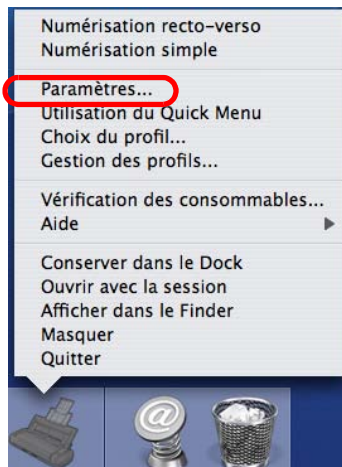 Numérisation recto-verso
Numérisation simple
Paramètres...
Utilisation du Quick Menu
Choix du profil...
Gestion des profils...
Vérification des consommables...
Aide
Conserver dans le Dock
Ouvrir avec la session
Afficher dans le Finder
Masquer
Quitter
@